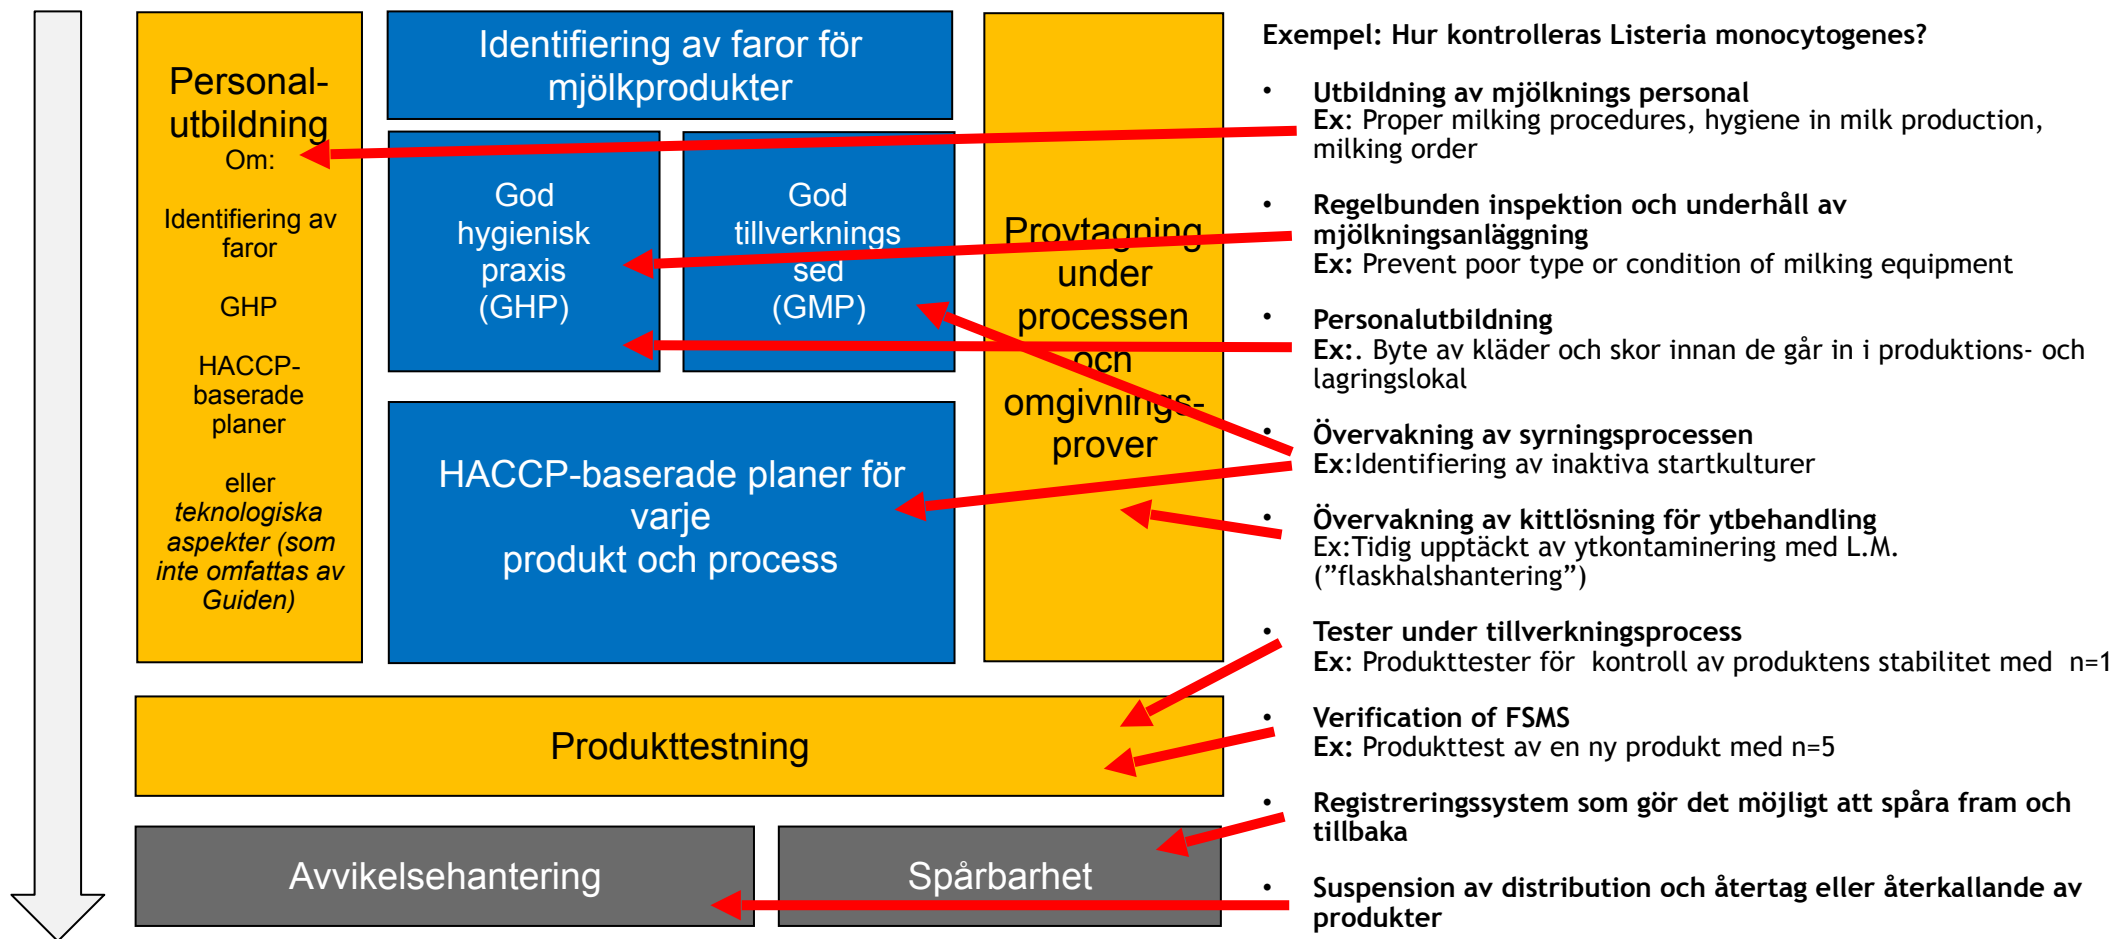 Personal-
utbildning
Om:
Identifiering av
faror
GHP
HACCP-
baserade
planer
eller
teknologiska
aspekter (som
inte omfattas av
Guiden)
Identifiering av faror för
mjölkprodukter
God
hygienisk
praxis
(GHP)
God
tillverknings
sed
(GMP)
HACCP-baserade planer för
varje
produkt och process
Provtagning
under
processen
och
omgivnings-
prover
Produkttestning
Avvikelsehantering
Spårbarhet
Exempel: Hur kontrolleras Listeria monocytogenes?
• Utbildning av mjölknings personal
Ex: Proper milking procedures, hygiene in milk production,
milking order
• Regelbunden inspektion och underhåll av
mjölkningsanläggning
Ex: Prevent poor type or condition of milking equipment
• Personalutbildning
Ex:. Byte av kläder och skor innan de går in i produktions- och
lagringslokal
• Övervakning av syrningsprocessen
Ex:Identifiering av inaktiva startkulturer
• Övervakning av kittlösning för ytbehandling
Ex:Tidig upptäckt av ytkontaminering med L.M.
(”flaskhalshantering”)
• Tester under tillverkningsprocess
Ex: Produkttester för  kontroll av produktens stabilitet med  n=1
• Verification of FSMS
Ex: Produkttest av en ny produkt med n=5
• Registreringssystem som gör det möjligt att spåra fram och
tillbaka
• Suspension av distribution och återtag eller återkallande av
produkter